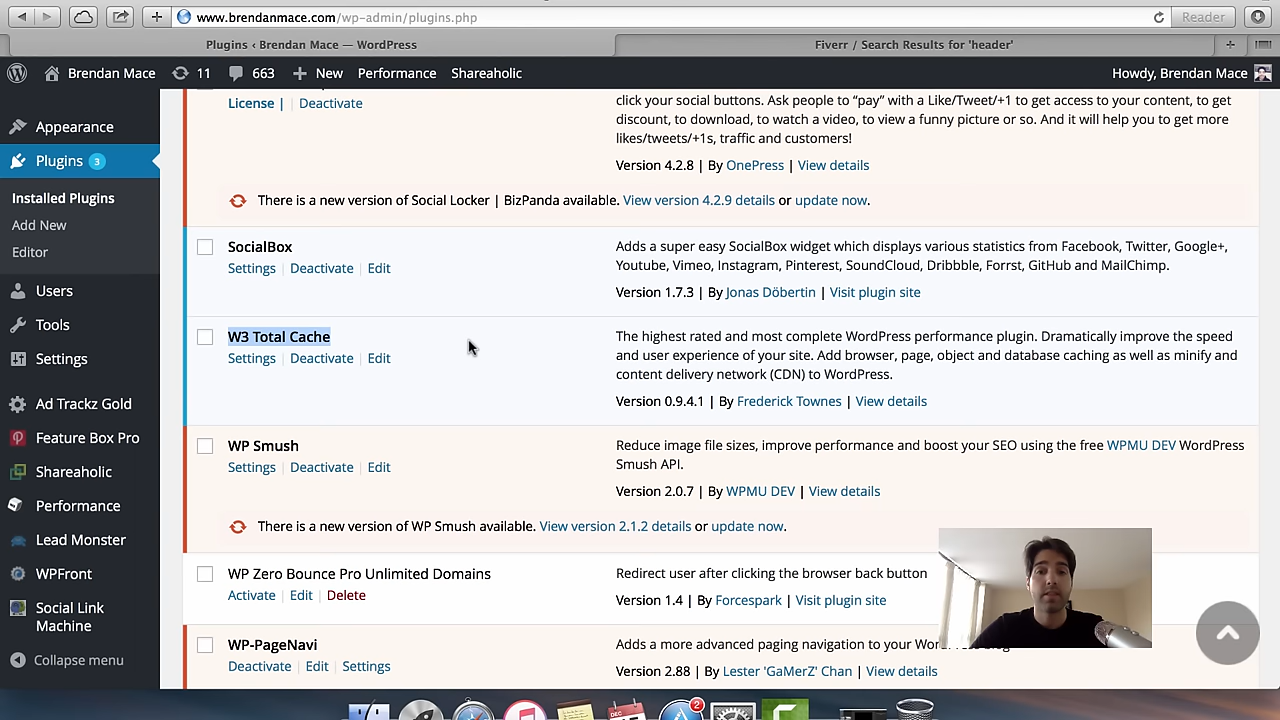 www.brendanmace.com/wp-admin/plugins.php
Reader
Plugins ‹ Brendan Mace — WordPress
Fiverr / Search Results for 'header'
Brendan Mace
11
663
New
Performance
Shareaholic
Howdy, Brendan Mace
Appearance
Plugins 3
Installed Plugins
Add New
Editor
Users
Tools
Settings
Ad Trackz Gold
Feature Box Pro
Shareaholic
Performance
Lead Monster
WPFront
Social Link
Machine
Collapse menu
License | Deactivate
click your social buttons. Ask people to “pay” with a Like/Tweet/+1 to get access to your content, to get
discount, to download, to watch a video, to view a funny picture or so. And it will help you to get more
likes/tweets/+1s, traffic and customers!
Version 4.2.8 | By OnePress | View details
There is a new version of Social Locker | BizPanda available. View version 4.2.9 details or update now.
SocialBox
Settings | Deactivate | Edit
Adds a super easy SocialBox widget which displays various statistics from Facebook, Twitter, Google+,
Youtube, Vimeo, Instagram, Pinterest, SoundCloud, Dribbble, Forrst, GitHub and MailChimp.
Version 1.7.3 | By Jonas Döbertin | Visit plugin site
W3 Total Cache
Settings | Deactivate | Edit
The highest rated and most complete WordPress performance plugin. Dramatically improve the speed
and user experience of your site. Add browser, page, object and database caching as well as minify and
content delivery network (CDN) to WordPress.
Version 0.9.4.1 | By Frederick Townes | View details
WP Smush
Settings | Deactivate | Edit
Reduce image file sizes, improve performance and boost your SEO using the free WPMU DEV WordPress
Smush API.
Version 2.0.7 | By WPMU DEV | View details
There is a new version of WP Smush available. View version 2.1.2 details or update now.
WP Zero Bounce Pro Unlimited Domains
Activate | Edit | Delete
Redirect user after clicking the browser back button
Version 1.4 | By Forcespark | Visit plugin site
WP-PageNavi
Deactivate | Edit | Settings
Adds a more advanced paging navigation to your
Version 2.88 | By Lester 'GaMerZ' Chan | View details
DEC
2